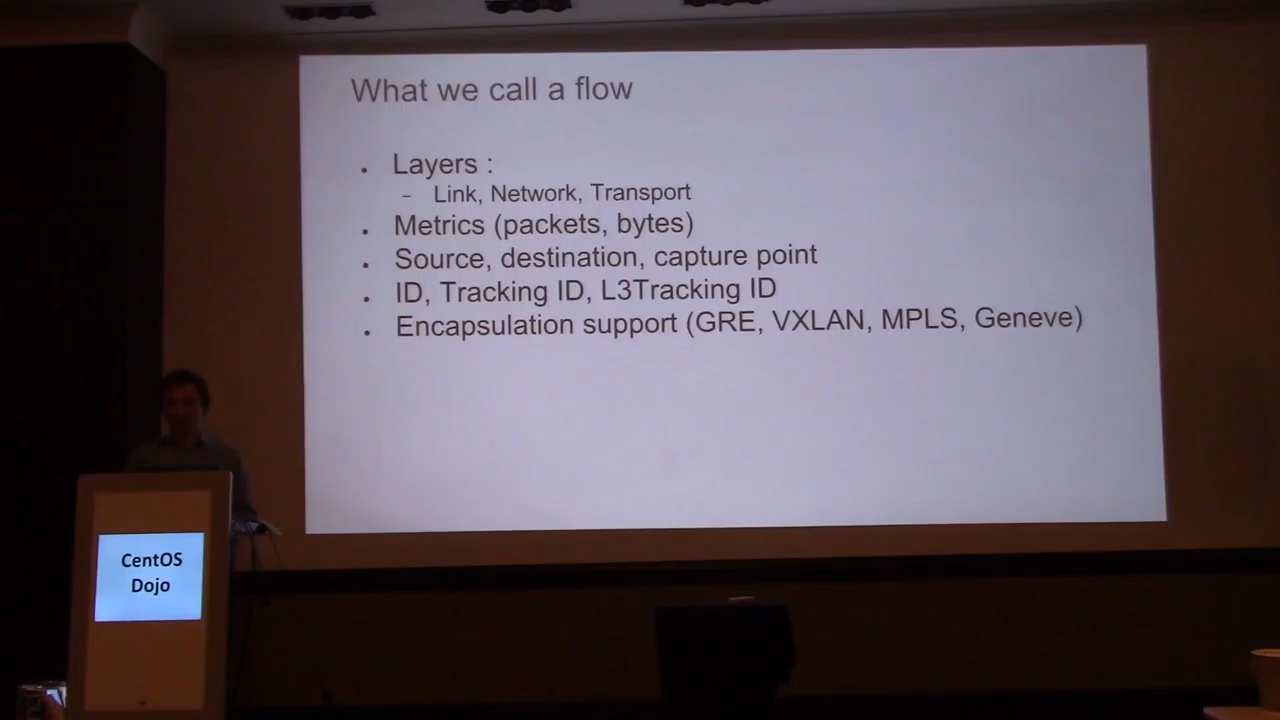 What we call a flow
. Layers :
– Link, Network, Transport
. Metrics (packets, bytes)
. Source, destination, capture point
. ID, Tracking ID, L3Tracking ID
. Encapsulation support (GRE, VXLAN, MPLS, Geneve)
CentOS
Dojo